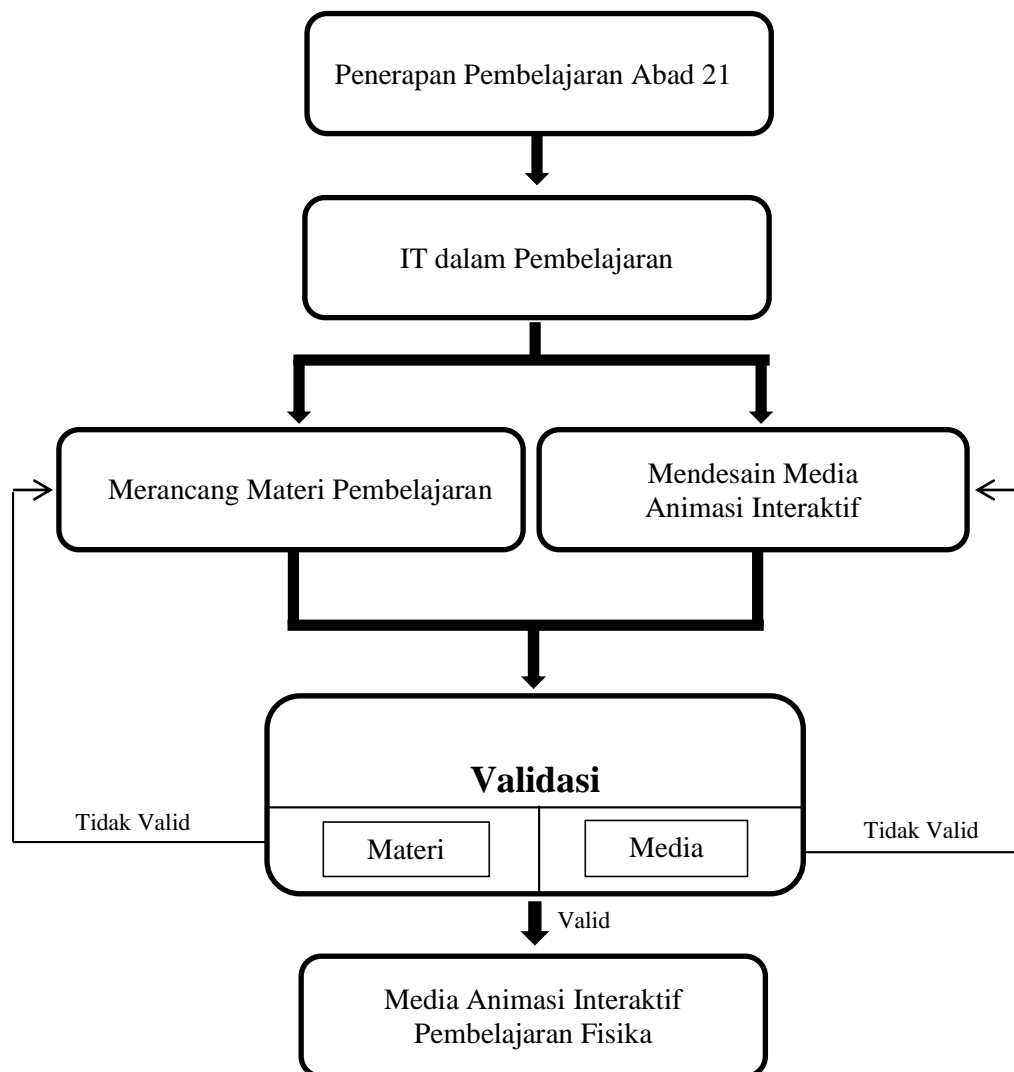 Penerapan Pembelajaran Abad 21
IT dalam Pembelajaran
Merancang Materi Pembelajaran
Mendesain Media
Animasi Interaktif
Validasi
Tidak Valid
Materi
Media
Tidak Valid
Valid
Media Animasi Interaktif
Pembelajaran Fisika